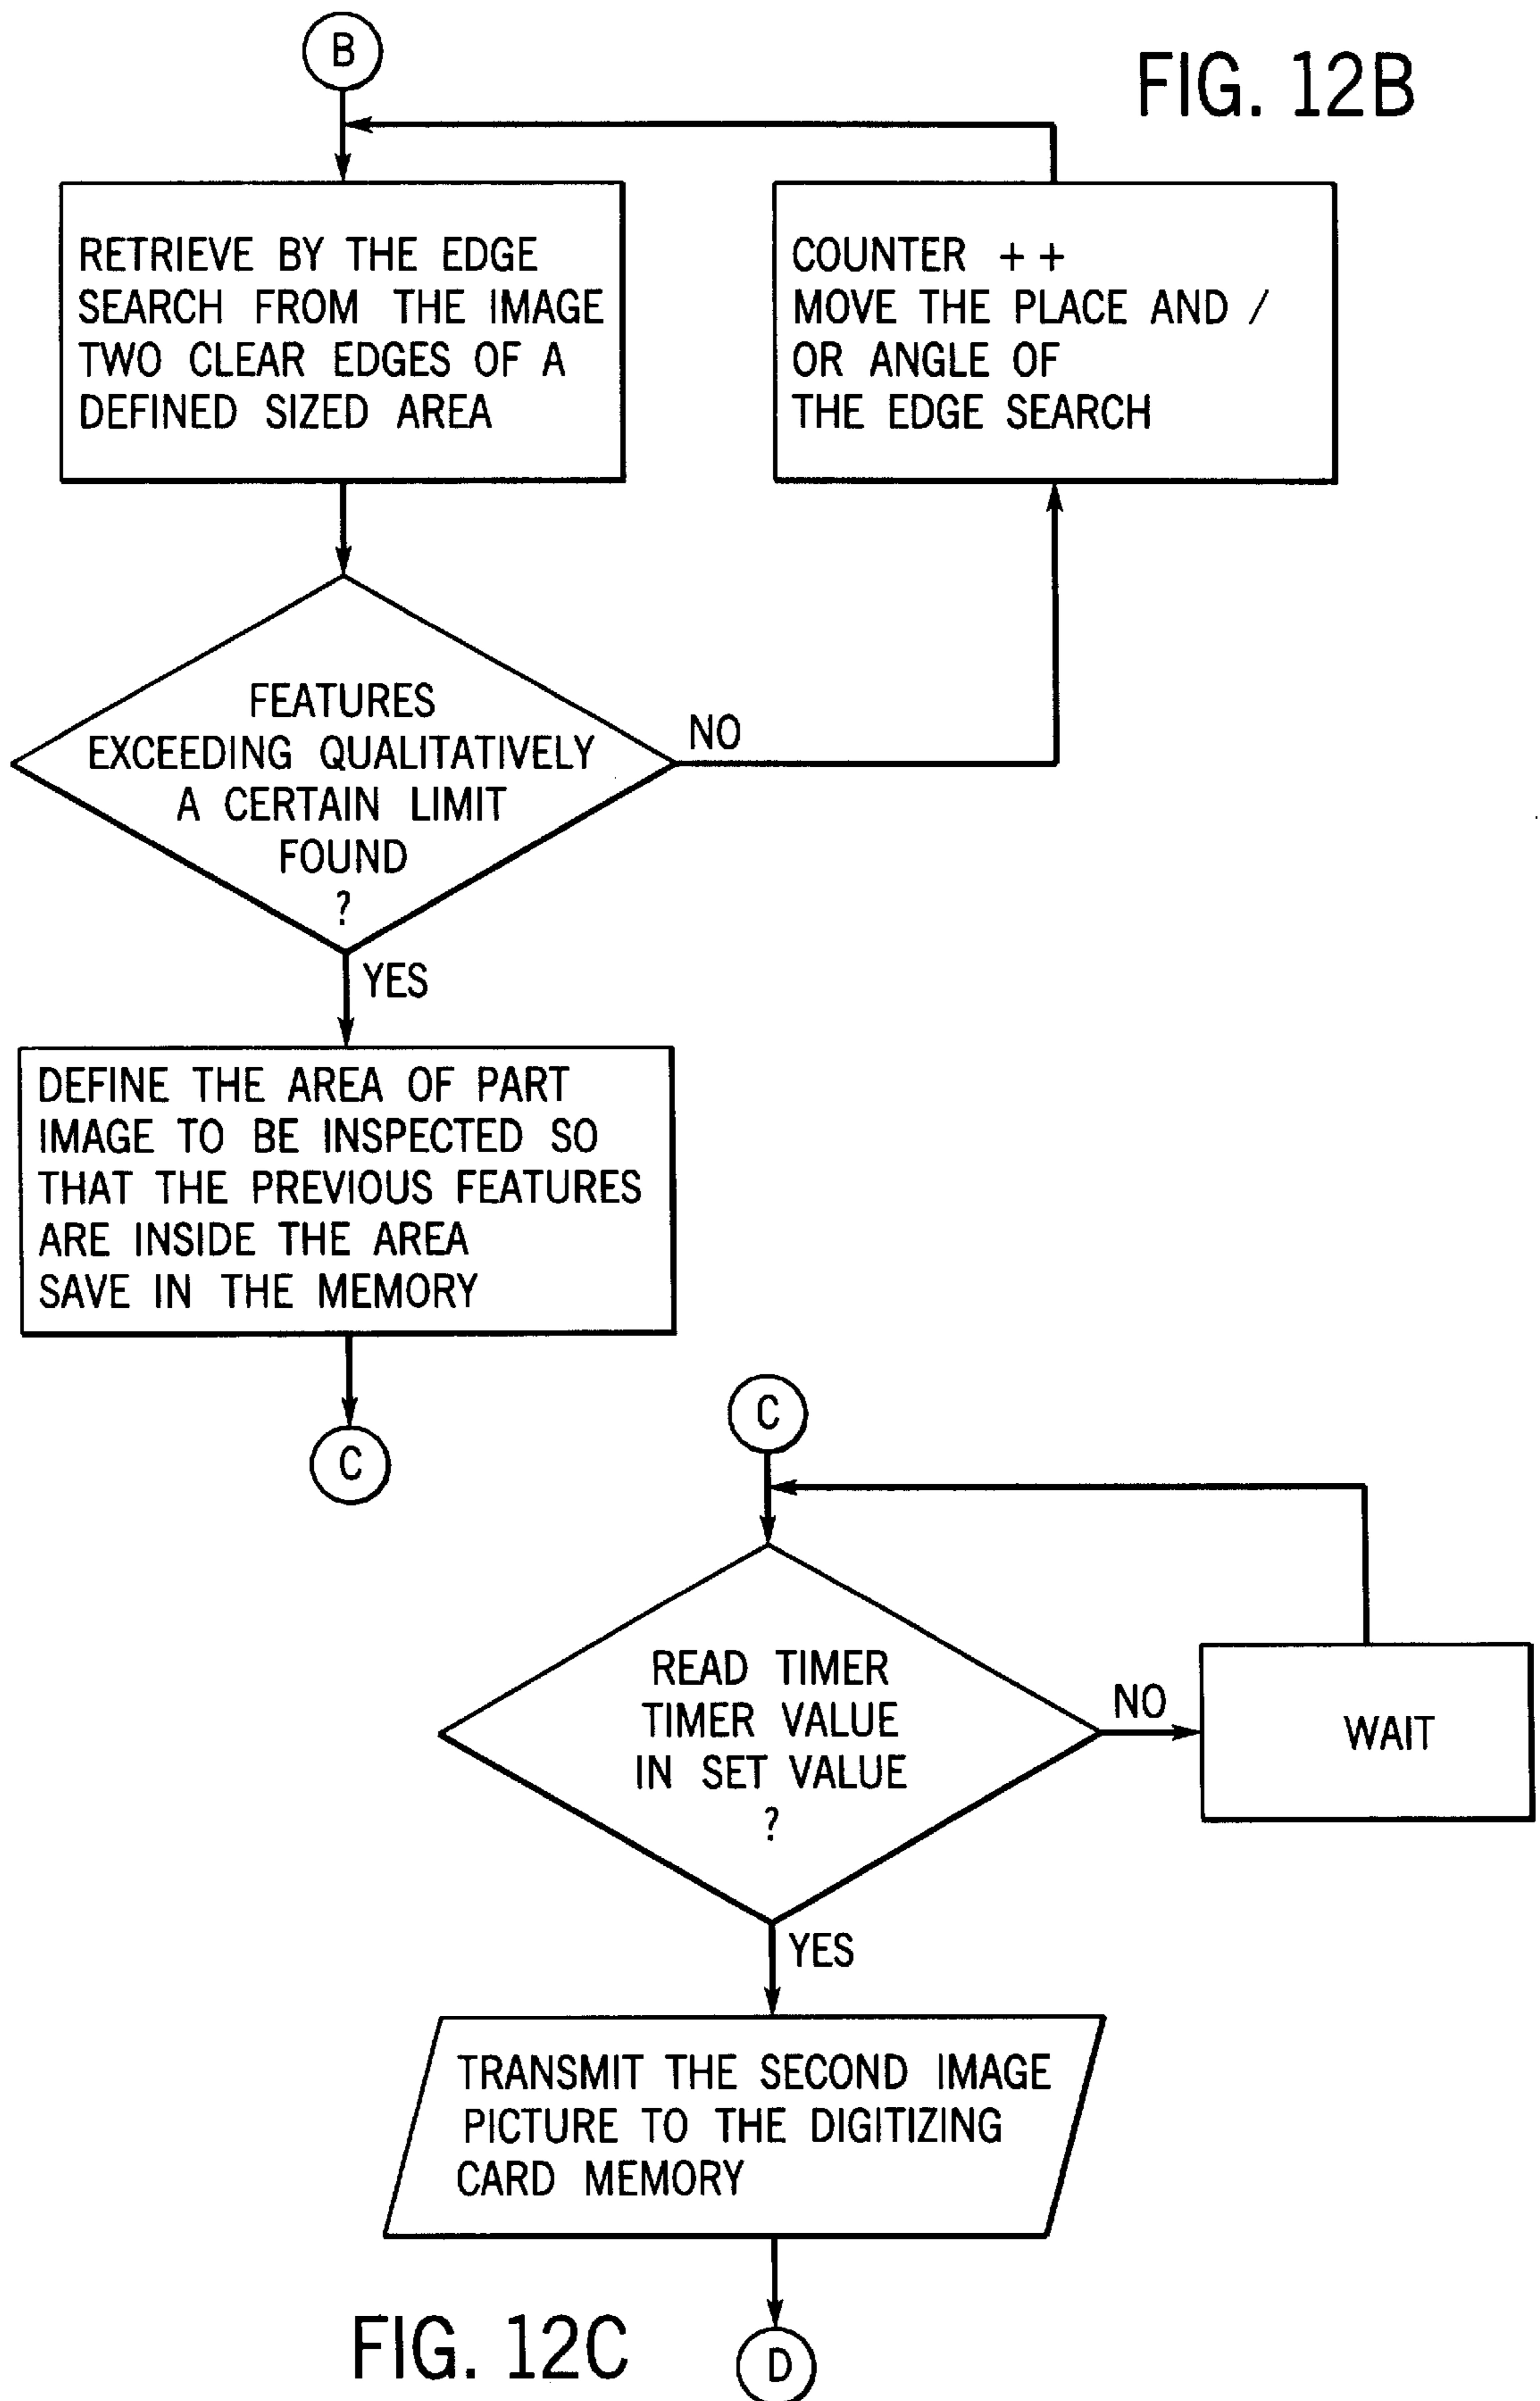 B
FIG. 12B
RETRIEVE BY THE EDGE
SEARCH FROM THE IMAGE
TWO CLEAR EDGES OF A
DEFINED SIZED AREA
COUNTER + +
MOVE THE PLACE AND /
OR ANGLE OF
THE EDGE SEARCH
FEATURES
EXCEEDING QUALITATIVELY
A CERTAIN LIMIT
FOUND
?
NO
YES
DEFINE THE AREA OF PART
IMAGE TO BE INSPECTED SO
THAT THE PREVIOUS FEATURES
ARE INSIDE THE AREA
SAVE IN THE MEMORY
C
C
READ TIMER
TIMER VALUE
IN SET VALUE
?
NO
WAIT
YES
TRANSMIT THE SECOND IMAGE
PICTURE TO THE DIGITIZING
CARD MEMORY
D
FIG. 12C